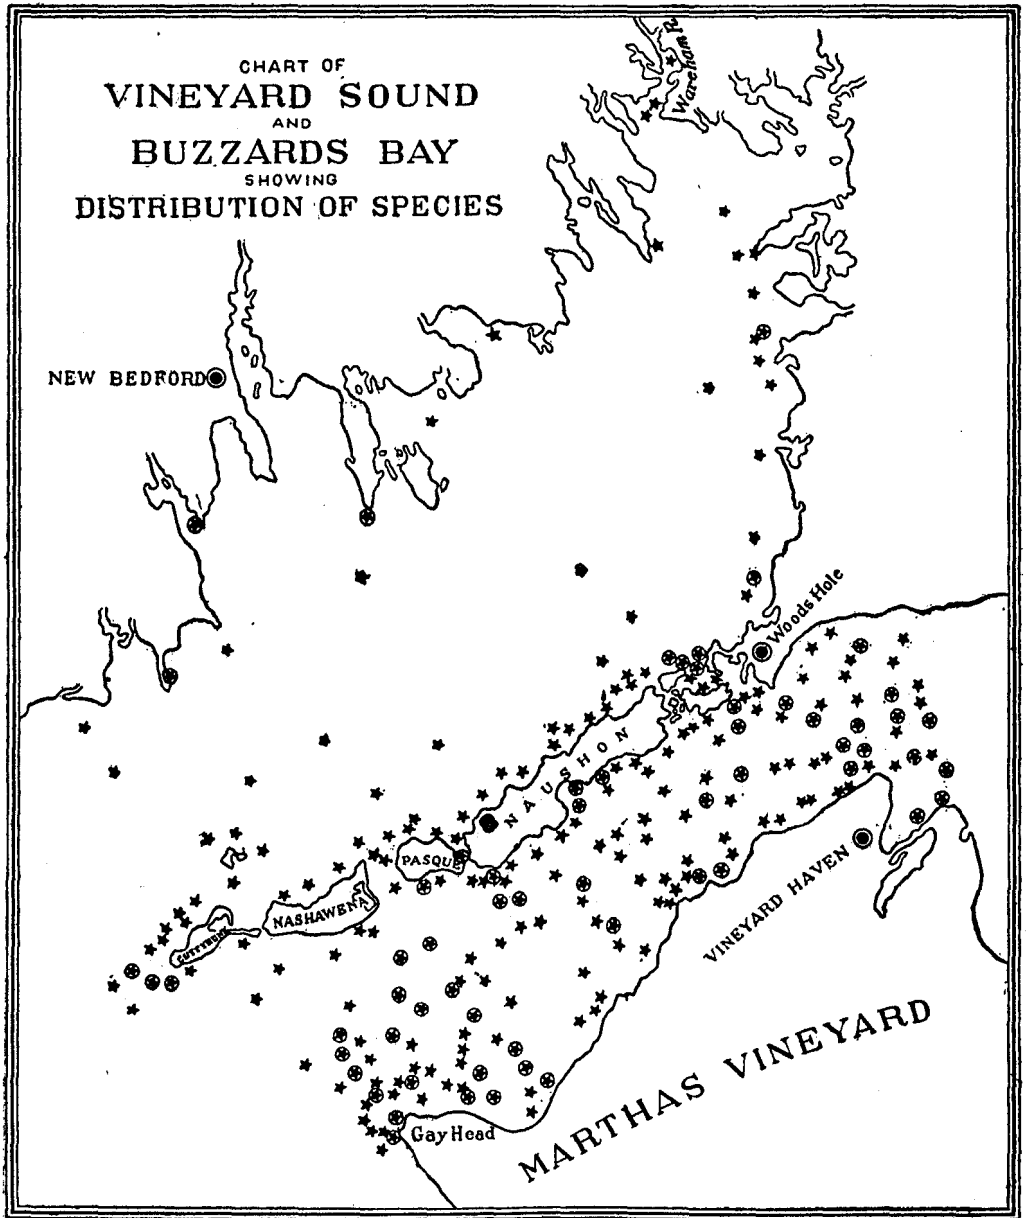 CHART OF
VINEYARD SOUND
AND
BUZZARDS BAY
SHOWING
DISTRIBUTION OF SPECIES
Wareham R
NEW BEDFORD
Woods Hole
NAUSHON
PASQUE
NASHAWENA
CUTTYHUNK
VINEYARD HAVEN
MARTHAS VINEYARD
Gay Head